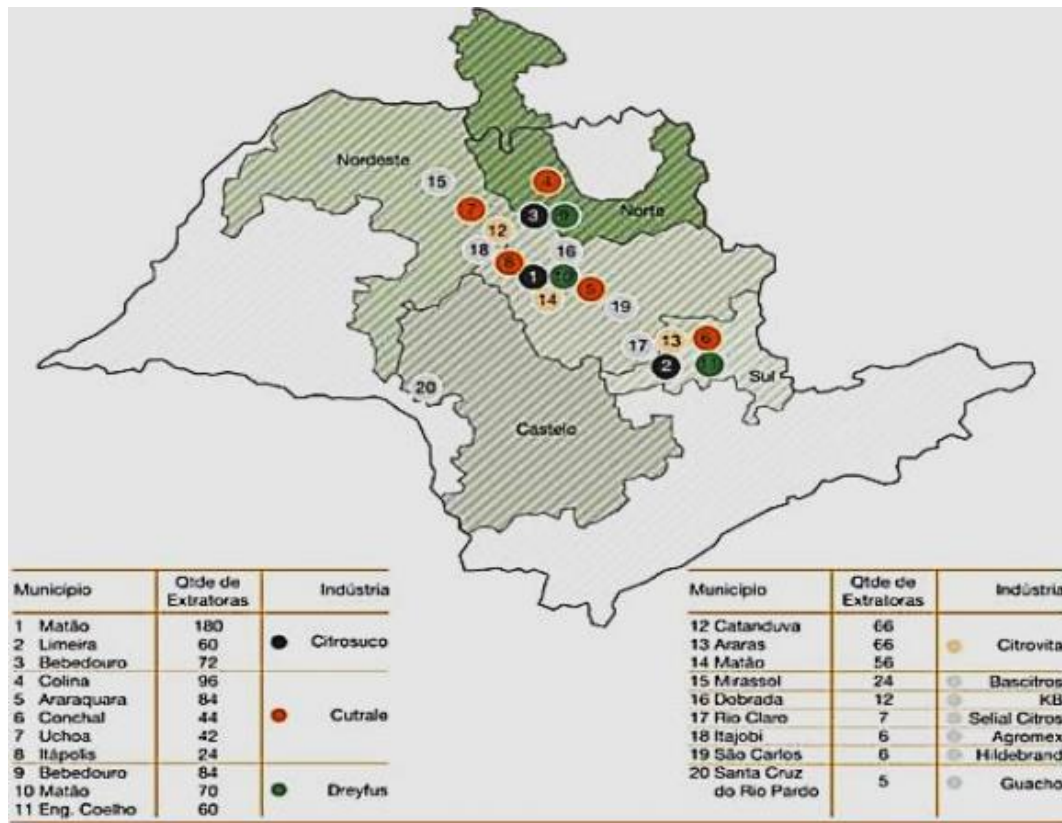 Nordeste
15
4
7
3
9
Norte
12
18
16
8
1
10
5
14
19
17
13
6
2
11
Sul
20
Castelo
Município Qtde de Extratoras Indústria
1 Matão 180
2 Limeira 60 Citrosuco
3 Bebedouro 72
4 Colina 96
5 Araraquara 84
6 Conchal 44 Cutrale
7 Uchoa 42
8 Itápolis 24
9 Bebedouro 84
10 Matão 70 Dreyfus
11 Eng. Coelho 60
Município Qtde de Extratoras Indústria
12 Catanduva 66
13 Araras 66 Citrovita
14 Matão 56
15 Mirassol 24 Bascitros
16 Dobrada 12 KB
17 Rio Claro 7 Selial Citros
18 Itajobi 6 Agromex
19 São Carlos 6 Hildebrand
20 Santa Cruz
do Rio Pardo 5 Guacho